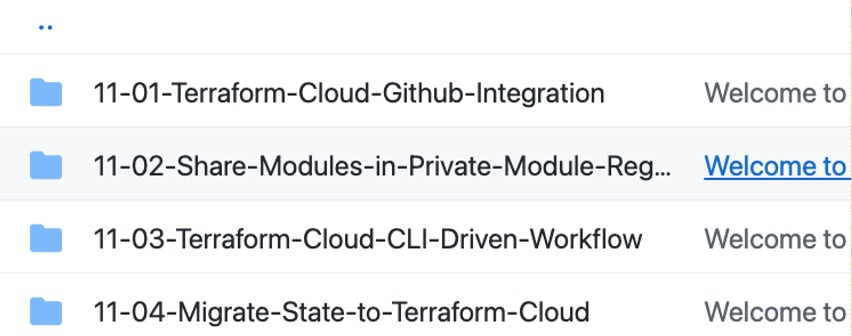 ..
11-01-Terraform-Cloud-Github-Integration Welcome to
11-02-Share-Modules-in-Private-Module-Reg... Welcome to
11-03-Terraform-Cloud-CLI-Driven-Workflow Welcome to
11-04-Migrate-State-to-Terraform-Cloud Welcome to